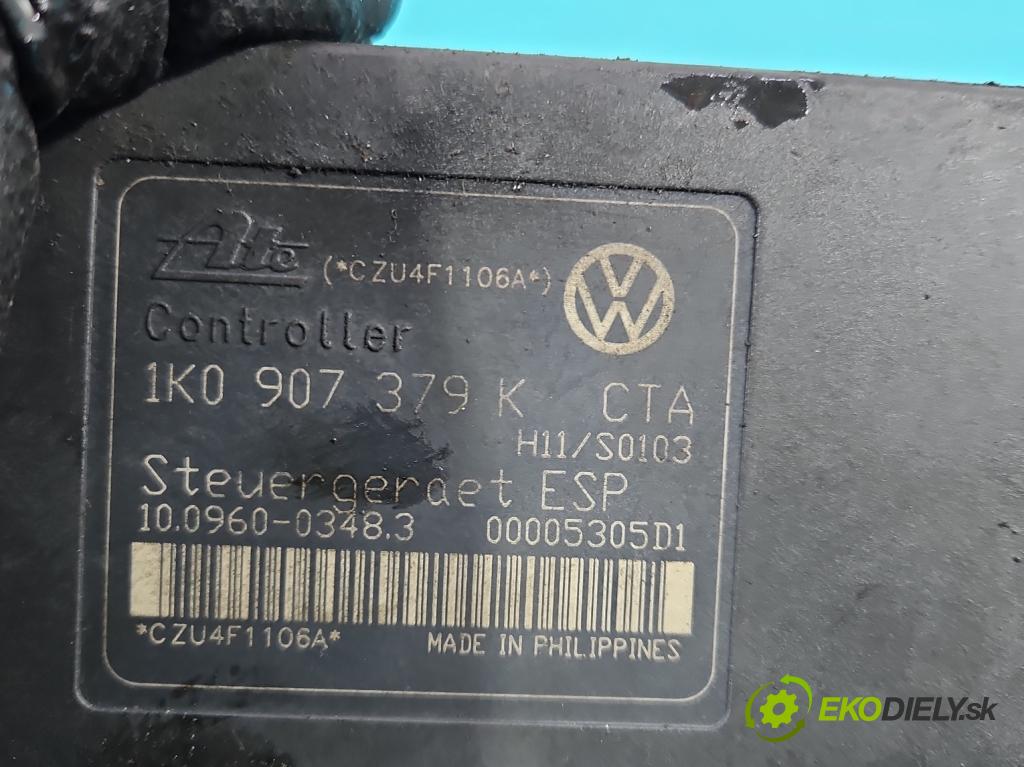 Ate (*CZU4F1106A*)
Controller
1K0 907 379 K CTA
H11/S0103
Steuergeraet ESP
10.0960-0348.3 00005305D1
*CZU4F1106A* MADE IN PHILIPPINES
EKODIELY.sk